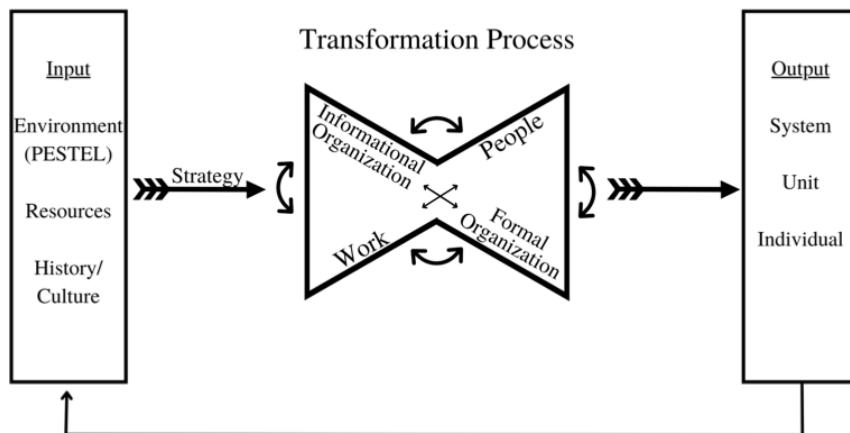 Transformation Process
Input
Environment
(PESTEL)
Resources
History/
Culture
Strategy
Informational
Organization
People
Work
Formal
Organization
Output
System
Unit
Individual